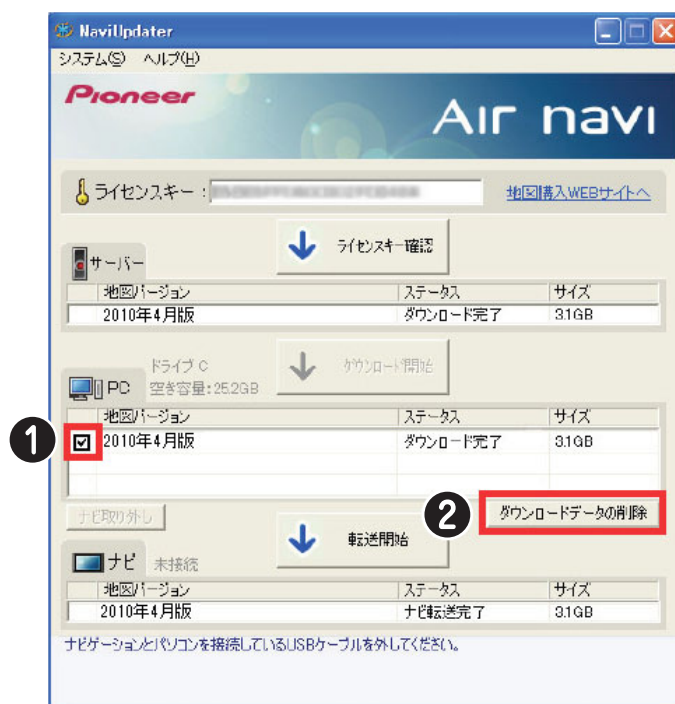 NaviUpdater
システム(S) ヘルプ(H)
Pioneer
AIr navI
ライセンスキー:
地図購入WEBサイトへ
ライセンスキー確認
サーバー
地図バージョン ステータス サイズ
2010年4月版 ダウンロード完了 3.1GB
ドライブ C
ダウンロード開始
PC 空き容量:25.2GB
地図バージョン ステータス サイズ
1 2010年4月版 ダウンロード完了 3.1GB
ナビ取り外し
2 ダウンロードデータの削除
転送開始
ナビ 未接続
地図バージョン ステータス サイズ
2010年4月版 ナビ転送完了 3.1GB
ナビゲーションとパソコンを接続しているUSBケーブルを外してください。